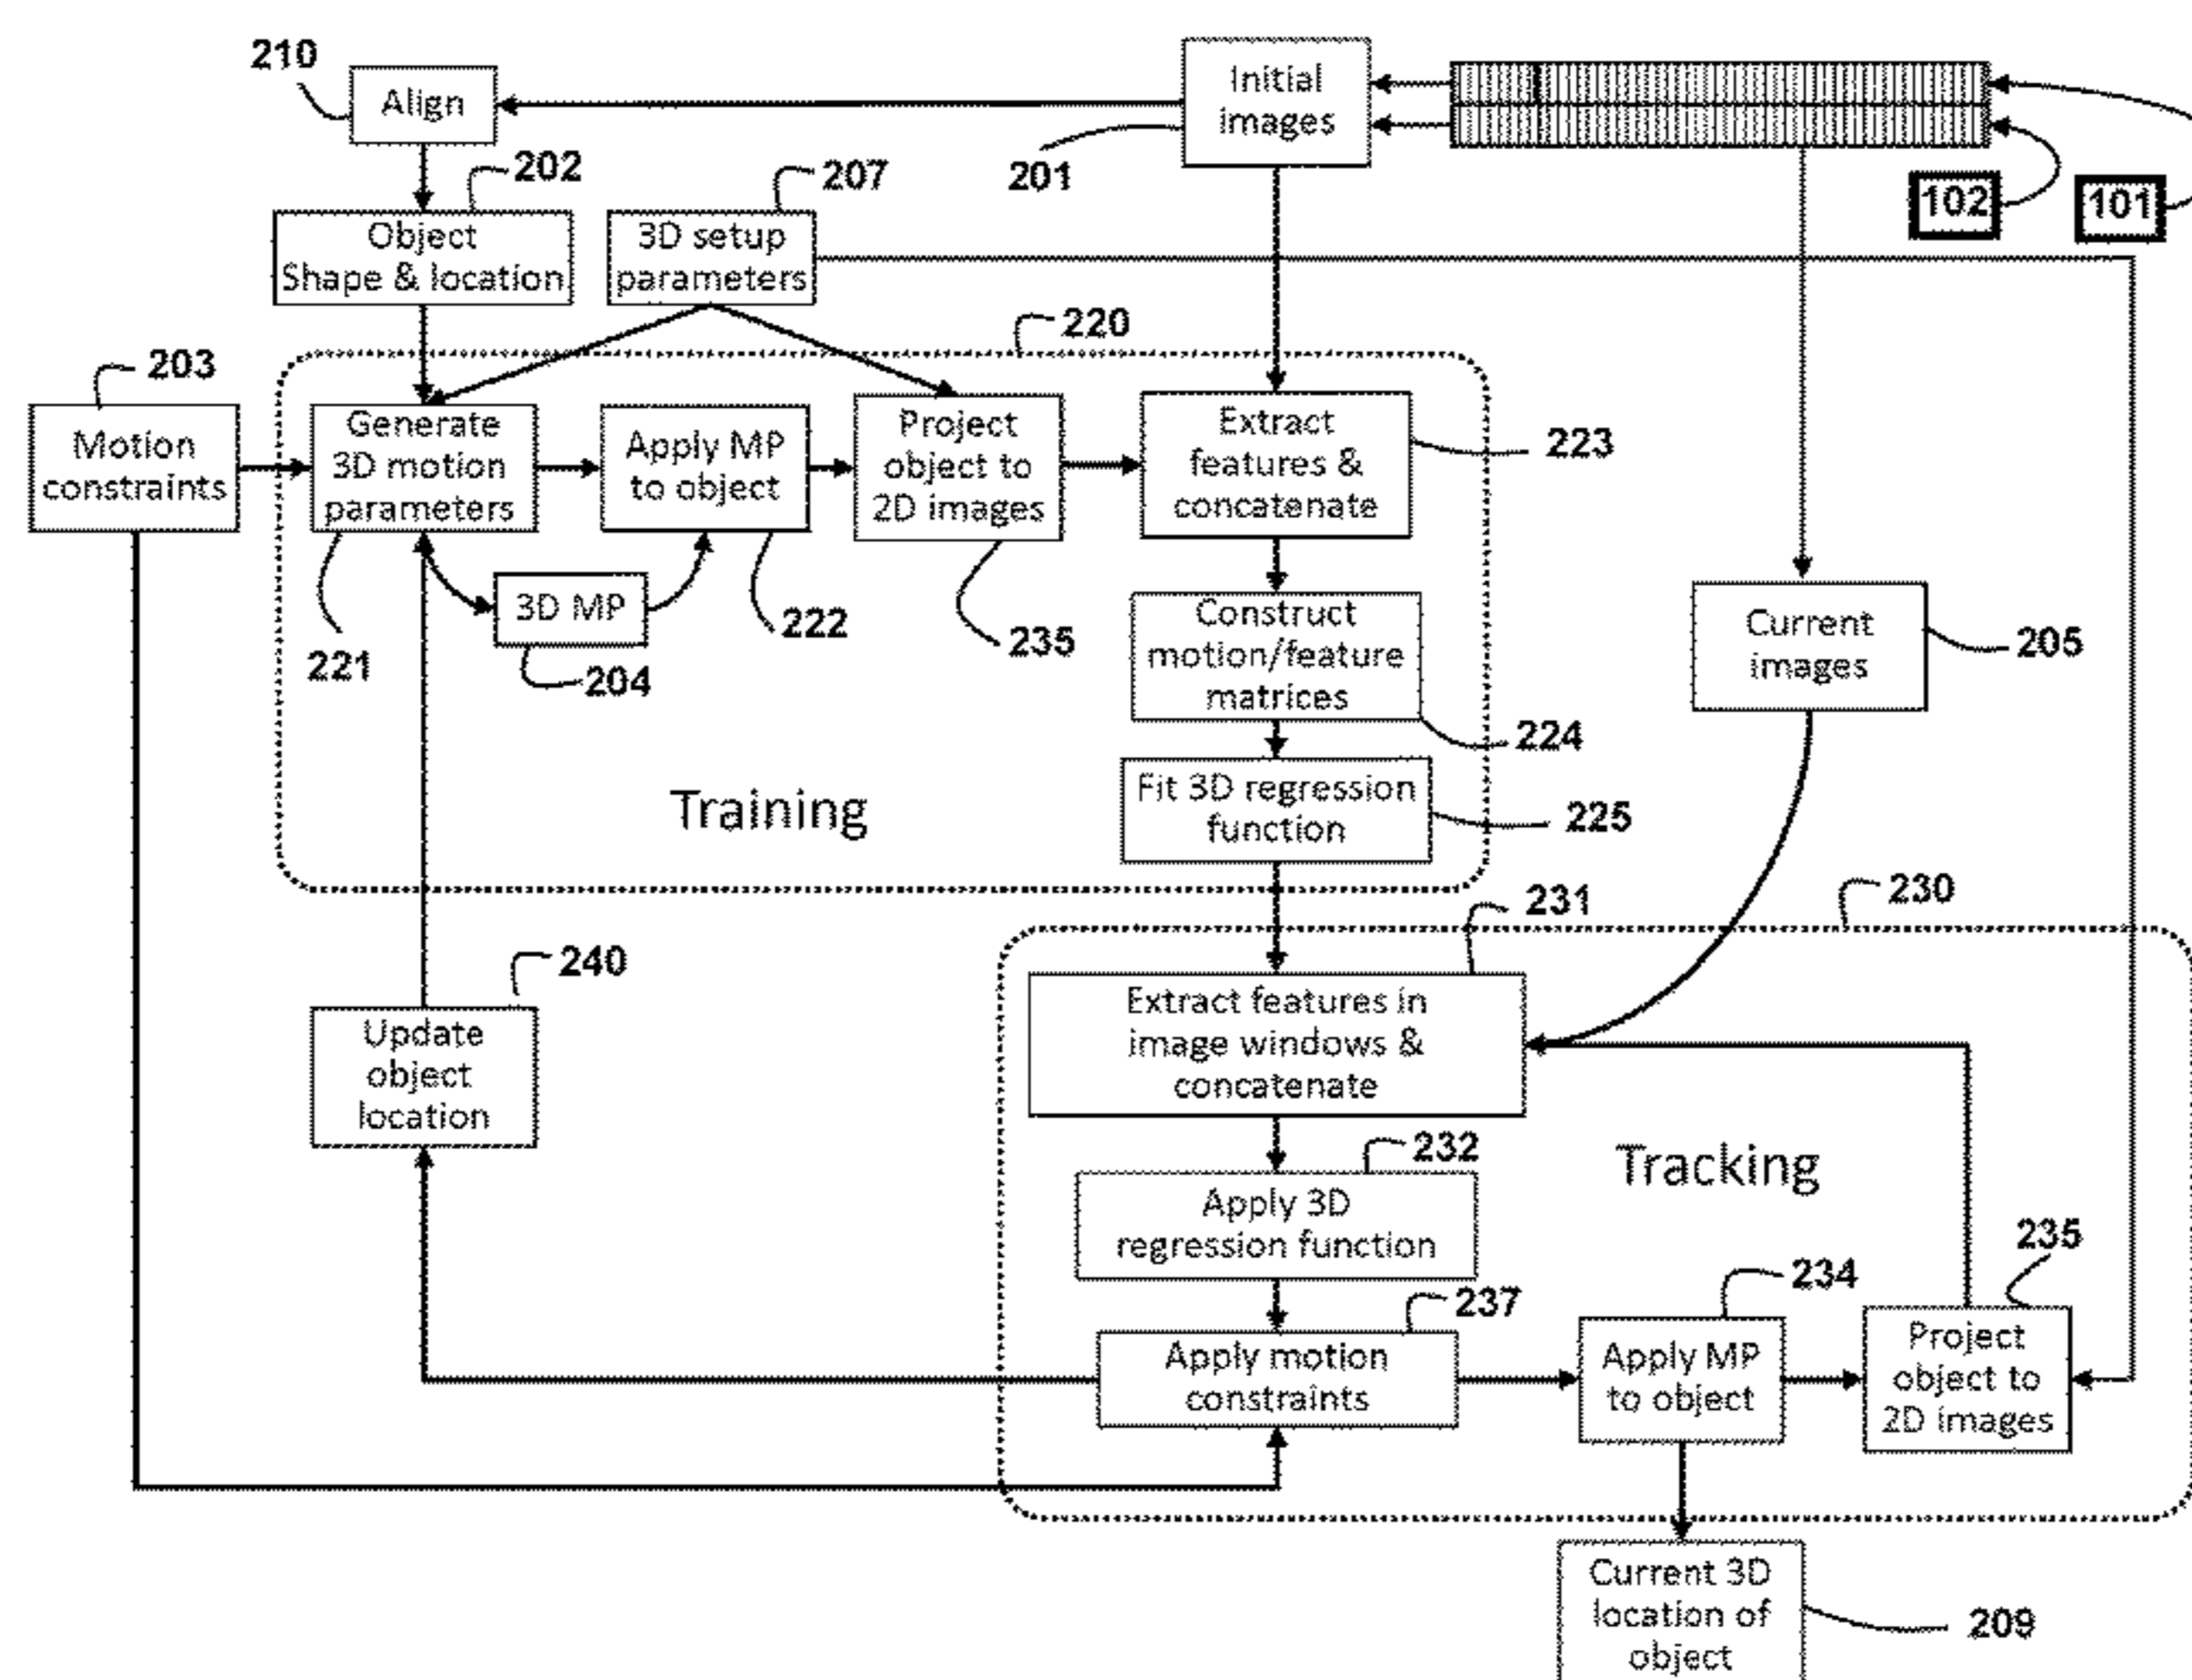 210
Align
Initial
images
201
102
101
202
207
Object
Shape & location
3D setup
parameters
220
203
Motion
constraints
Generate
3D motion
parameters
Apply MP
to object
Project
object to
2D images
Extract
features &
concatenate
223
3D MP
221
204
222
235
Construct
motion/feature
matrices
224
Current
images
205
Training
Fit 3D regression
function
225
230
231
240
Update
object
location
Extract features in
image windows &
concatenate
232
Tracking
Apply 3D
regression function
237
234
235
Apply motion
constraints
Apply MP
to object
Project
object to
2D images
Current 3D
location of
object
209